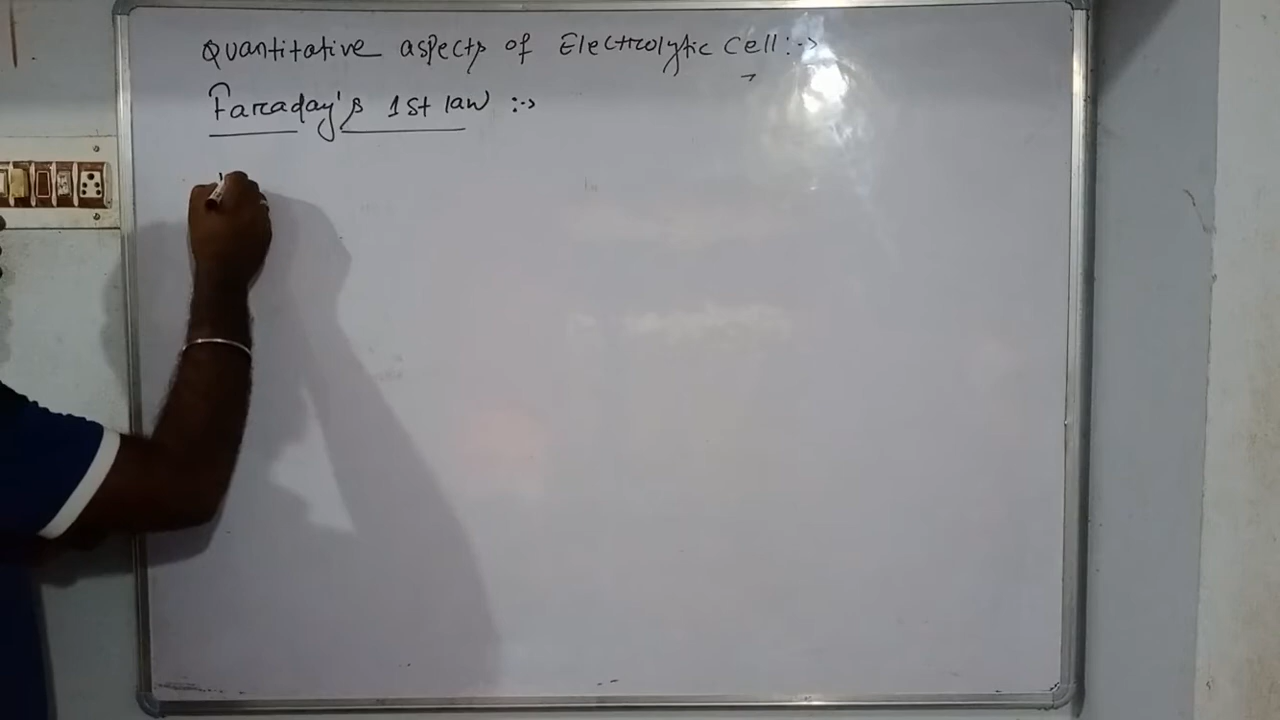 Quantitative aspects of Electrolytic cell :->
Faraday's 1st law :->